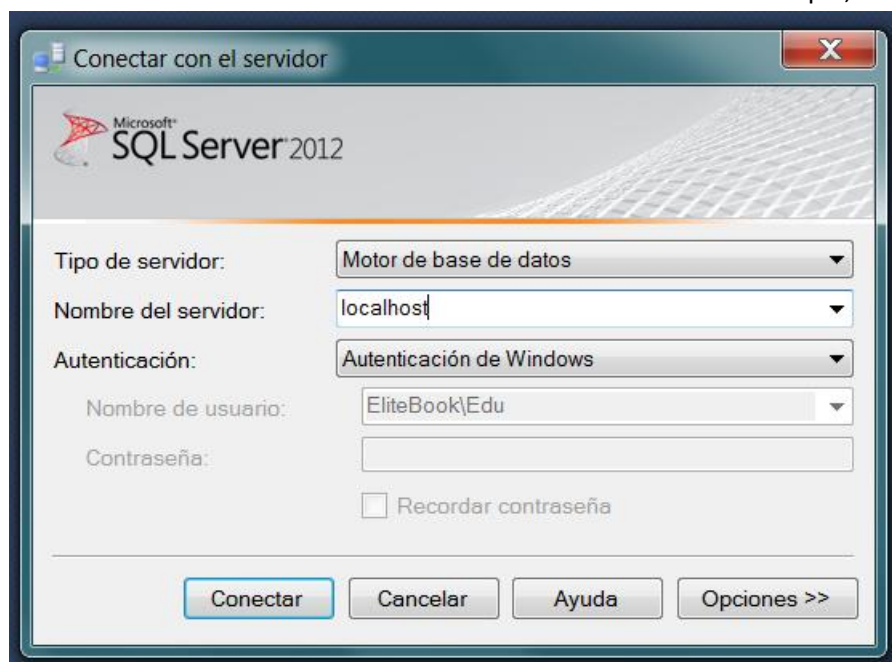 Conectar con el servidor
Microsoft
SQL Server 2012
Tipo de servidor: Motor de base de datos
Nombre del servidor: localhost
Autenticación: Autenticación de Windows
Nombre de usuario: EliteBook\Edu
Contraseña:
Recordar contraseña
Conectar Cancelar Ayuda Opciones >>